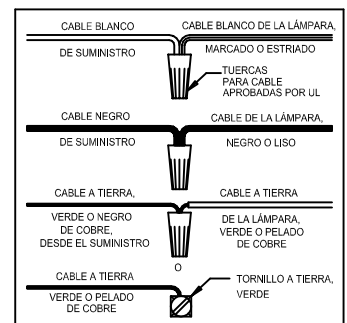 CABLE BLANCO
CABLE BLANCO DE LA LÁMPARA,
DE SUMINISTRO
MARCADO O ESTRIADO
TUERCAS
PARA CABLE
APROBADAS POR UL
CABLE NEGRO
CABLE DE LA LÁMPARA,
DE SUMINISTRO
NEGRO O LISO
CABLE A TIERRA,
CABLE A TIERRA
VERDE O NEGRO
DE COBRE,
DESDE EL SUMINISTRO
DE LA LÁMPARA,
VERDE O PELADO
DE COBRE
O
CABLE A TIERRA
VERDE O PELADO
DE COBRE
TORNILLO A TIERRA,
VERDE